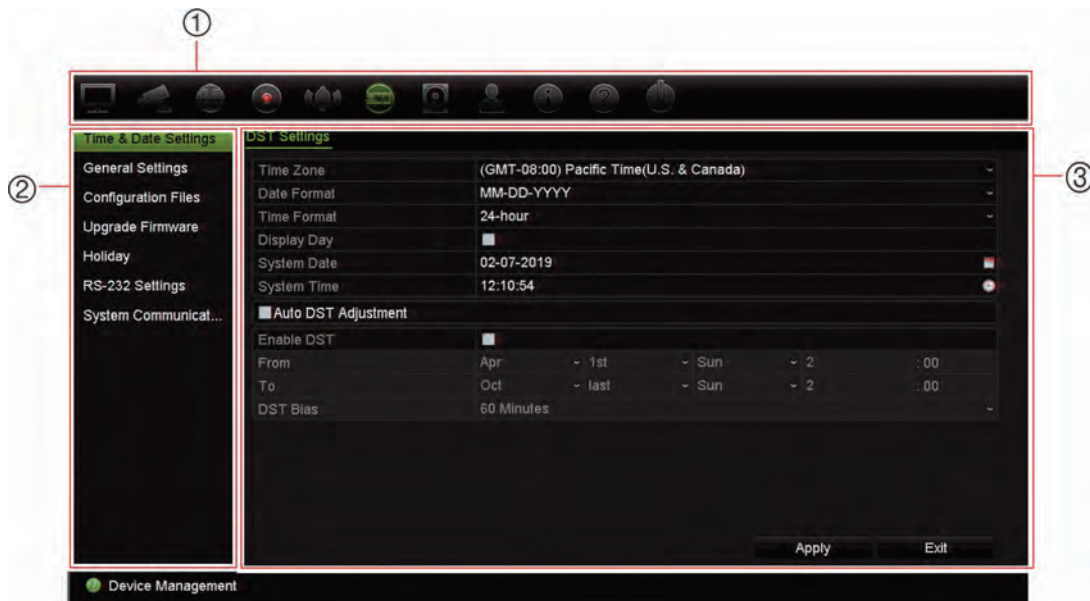 ①
②
③
Time & Date Settings
General Settings
Configuration Files
Upgrade Firmware
Holiday
RS-232 Settings
System Communicat...
DST Settings
Time Zone (GMT-08:00) Pacific Time(U.S. & Canada)
Date Format MM-DD-YYYY
Time Format 24-hour
Display Day
System Date 02-07-2019
System Time 12:10:54
Auto DST Adjustment
Enable DST
From Apr 1st Sun 2 :00
To Oct last Sun 2 :00
DST Bias 60 Minutes
Apply Exit
? Device Management